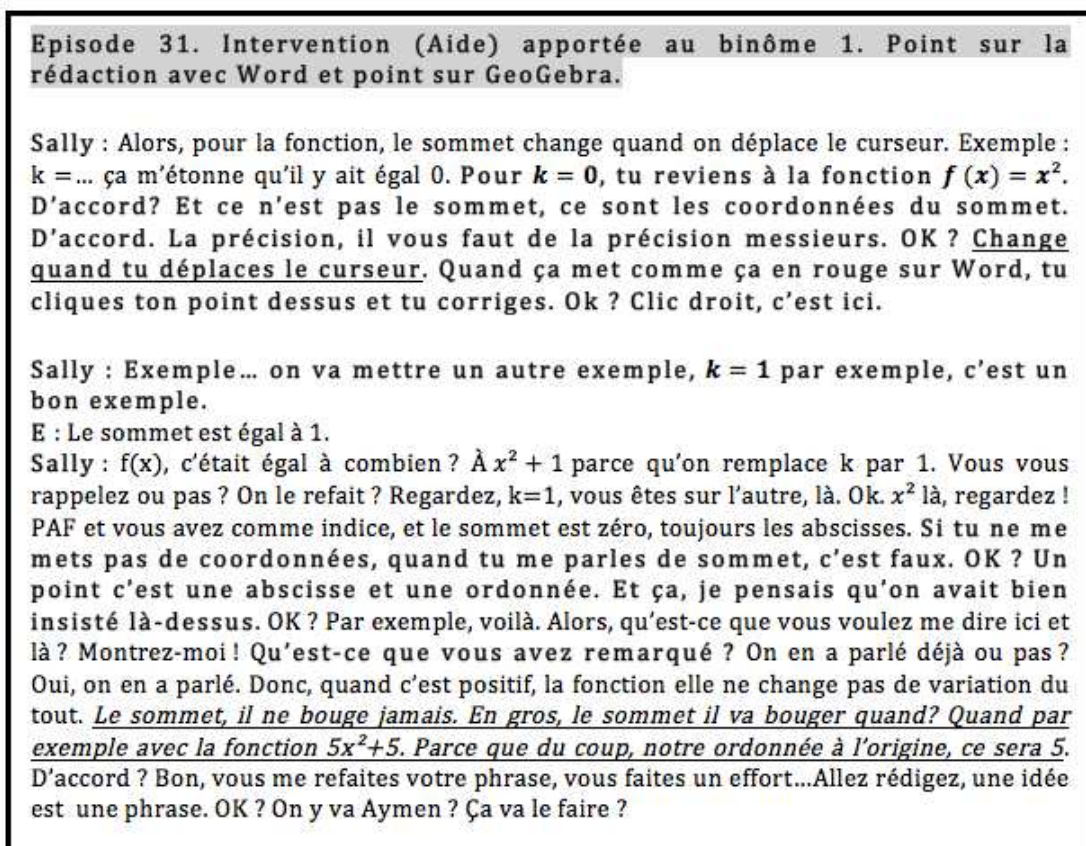 Episode 31. Intervention (Aide) apportée au binôme 1. Point sur la
rédaction avec Word et point sur GeoGebra.
Sally : Alors, pour la fonction, le sommet change quand on déplace le curseur. Exemple :
k =... ça m'étonne qu'il y ait égal 0. Pour k = 0, tu reviens à la fonction f (x) = x².
D'accord? Et ce n'est pas le sommet, ce sont les coordonnées du sommet.
D'accord. La précision, il vous faut de la précision messieurs. OK ? Change
quand tu déplaces le curseur. Quand ça met comme ça en rouge sur Word, tu
cliques ton point dessus et tu corriges. Ok ? Clic droit, c'est ici.
Sally : Exemple... on va mettre un autre exemple, k = 1 par exemple, c'est un
bon exemple.
E : Le sommet est égal à 1.
Sally : f(x), c'était égal à combien ? À x² + 1 parce qu'on remplace k par 1. Vous vous
rappelez ou pas ? On le refait ? Regardez, k=1, vous êtes sur l'autre, là. Ok. x² là, regardez !
PAF et vous avez comme indice, et le sommet est zéro, toujours les abscisses. Si tu ne me
mets pas de coordonnées, quand tu me parles de sommet, c'est faux. OK ? Un
point c'est une abscisse et une ordonnée. Et ça, je pensais qu'on avait bien
insisté là-dessus. OK ? Par exemple, voilà. Alors, qu'est-ce que vous voulez me dire ici et
là ? Montrez-moi ! Qu'est-ce que vous avez remarqué ? On en a parlé déjà ou pas ?
Oui, on en a parlé. Donc, quand c'est positif, la fonction elle ne change pas de variation du
tout. Le sommet, il ne bouge jamais. En gros, le sommet il va bouger quand? Quand par
exemple avec la fonction 5x²+5. Parce que du coup, notre ordonnée à l'origine, ce sera 5.
D'accord ? Bon, vous me refaites votre phrase, vous faites un effort...Allez rédigez, une idée
est une phrase. OK ? On y va Aymen ? Ça va le faire ?